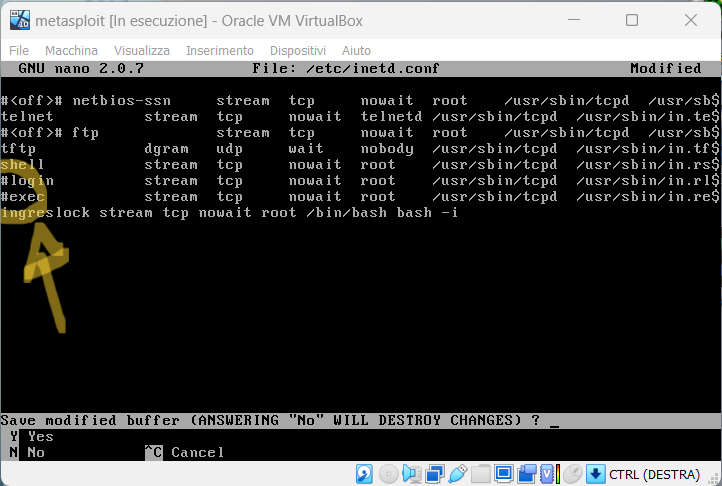 metasploit [In esecuzione] - Oracle VM VirtualBox
File Macchina Visualizza Inserimento Dispositivi Aiuto
GNU nano 2.0.7 File: /etc/inetd.conf Modified
#<off># netbios-ssn stream tcp nowait root /usr/sbin/tcpd /usr/sb$
telnet stream tcp nowait telnetd /usr/sbin/tcpd /usr/sbin/in.te$
#<off># ftp stream tcp nowait root /usr/sbin/tcpd /usr/sb$
tftp dgram udp wait nobody /usr/sbin/tcpd /usr/sbin/in.tf$
shell stream tcp nowait root /usr/sbin/tcpd /usr/sbin/in.rs$
#login stream tcp nowait root /usr/sbin/tcpd /usr/sbin/in.rl$
#exec stream tcp nowait root /usr/sbin/tcpd /usr/sbin/in.re$
ingreslock stream tcp nowait root /bin/bash bash -i
Save modified buffer (ANSWERING "No" WILL DESTROY CHANGES) ? _
Y Yes
N No ^C Cancel
CTRL (DESTRA)